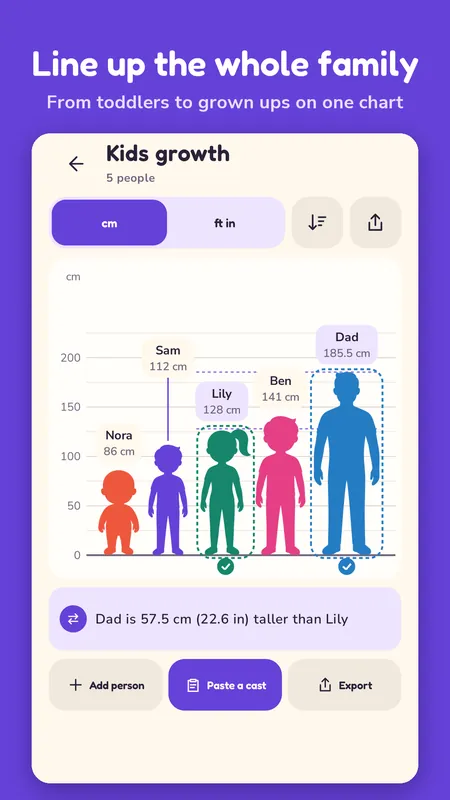 Line up the whole family
From toddlers to grown ups on one chart
Kids growth
5 people
cm
ft in
cm
200
150
100
50
0
Nora
86 cm
Sam
112 cm
Lily
128 cm
Ben
141 cm
Dad
185.5 cm
Dad is 57.5 cm (22.6 in) taller than Lily
Add person
Paste a cast
Export